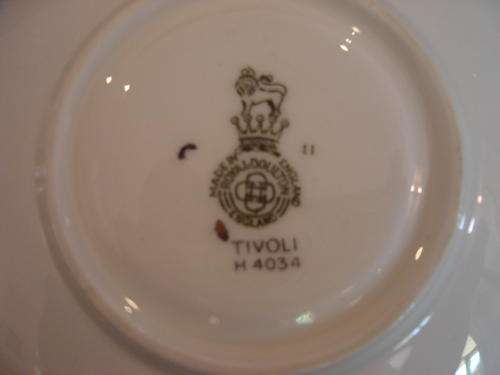 MADE IN ENGLAND
ROYAL DOULTON
ENGLAND
11
TIVOLI
H 4034